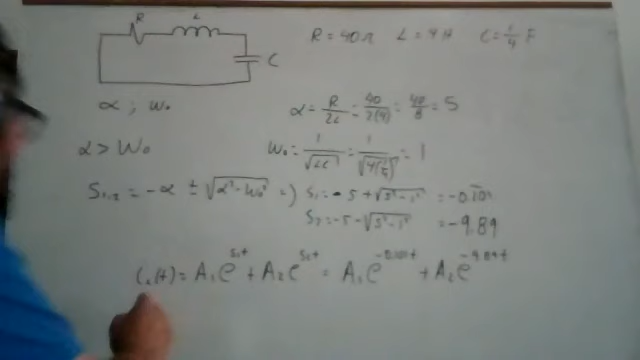 R L
R = 40Ω L = 4H C = 1/4 F
C
α ; W₀ α = R/2L = 40/2(4) = 40/8 = 5
α > W₀ W₀ = 1/√LC = 1/√4(1/4) = 1
S₁,₂ = -α ± √α²-W₀² =) S₁ = -5 + √5²-1² = -0.101
S₂ = -5 - √5²-1² = -9.89
(t) = A₁e^S₁t + A₂e^S₂t = A₁e^-0.101t + A₂e^-9.89t